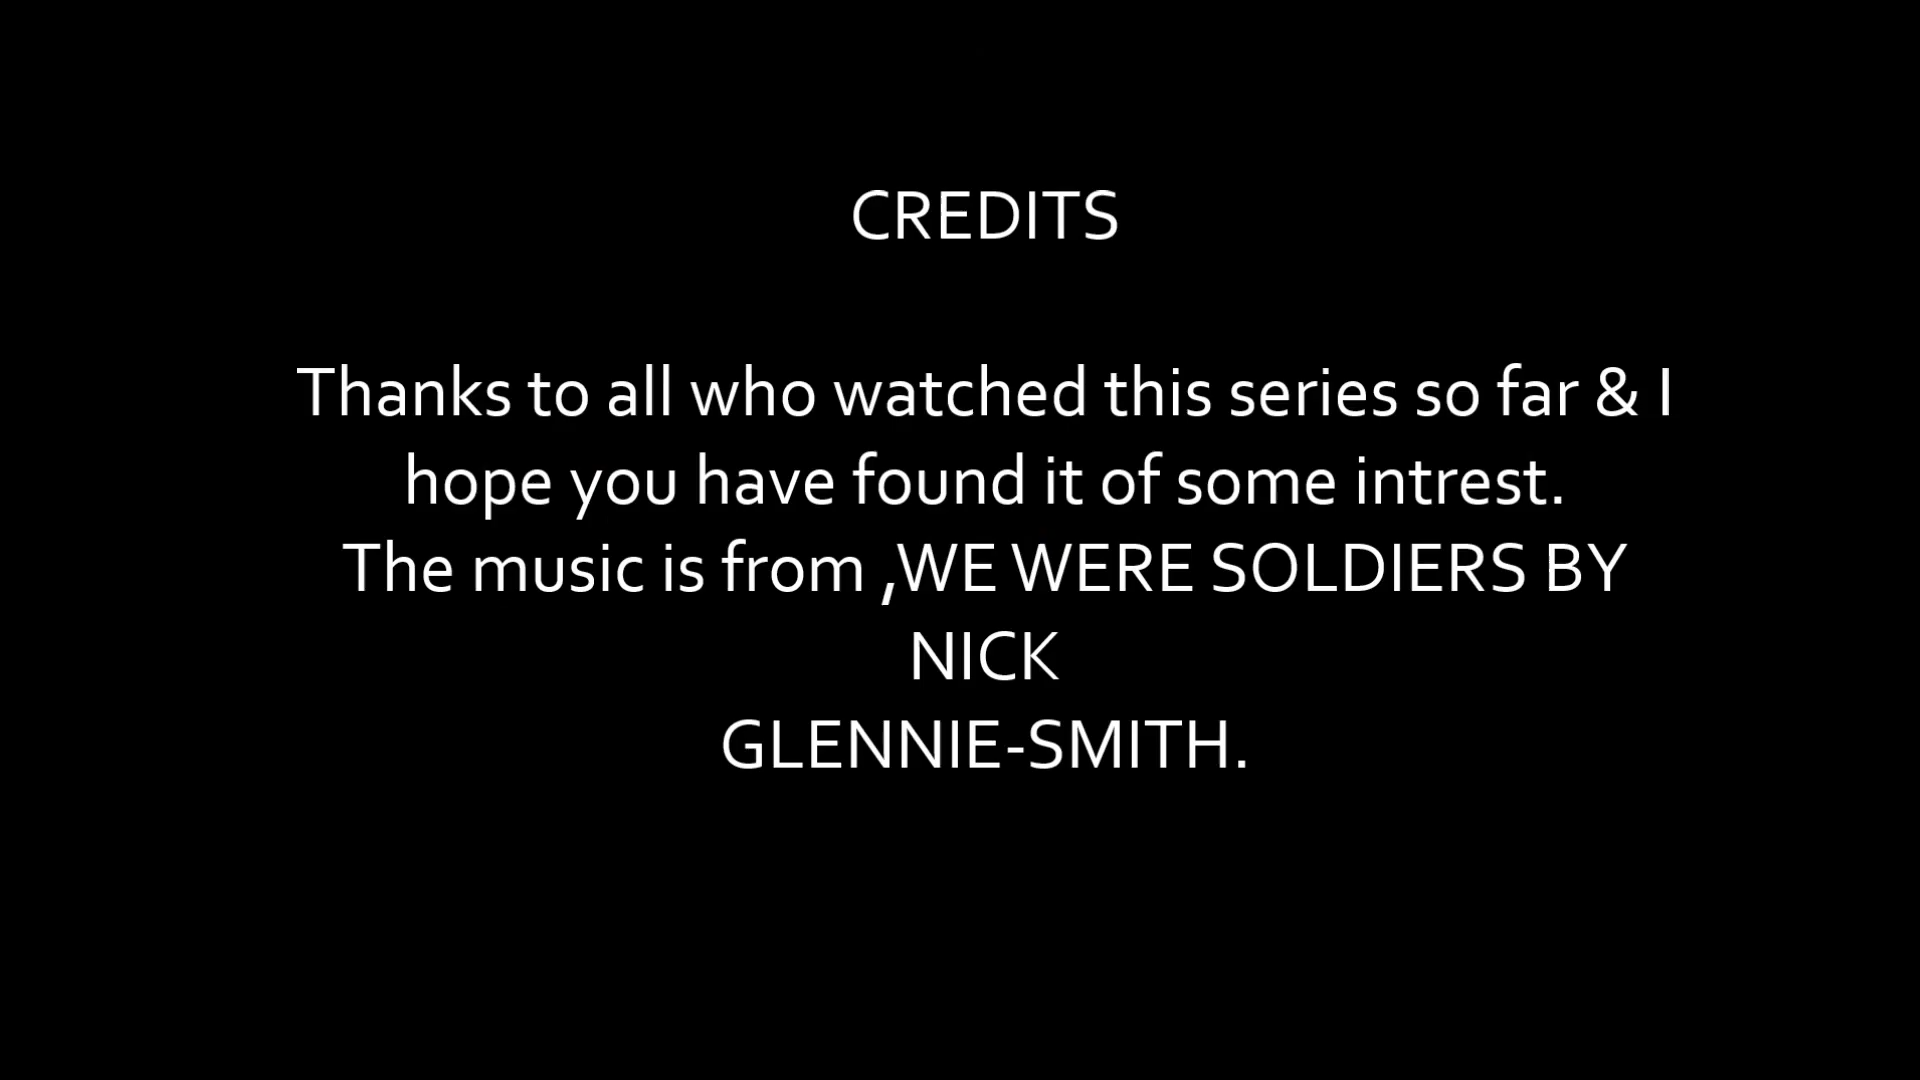 CREDITS
Thanks to all who watched this series so far & I
hope you have found it of some intrest.
The music is from ,WE WERE SOLDIERS BY
NICK
GLENNIE-SMITH.